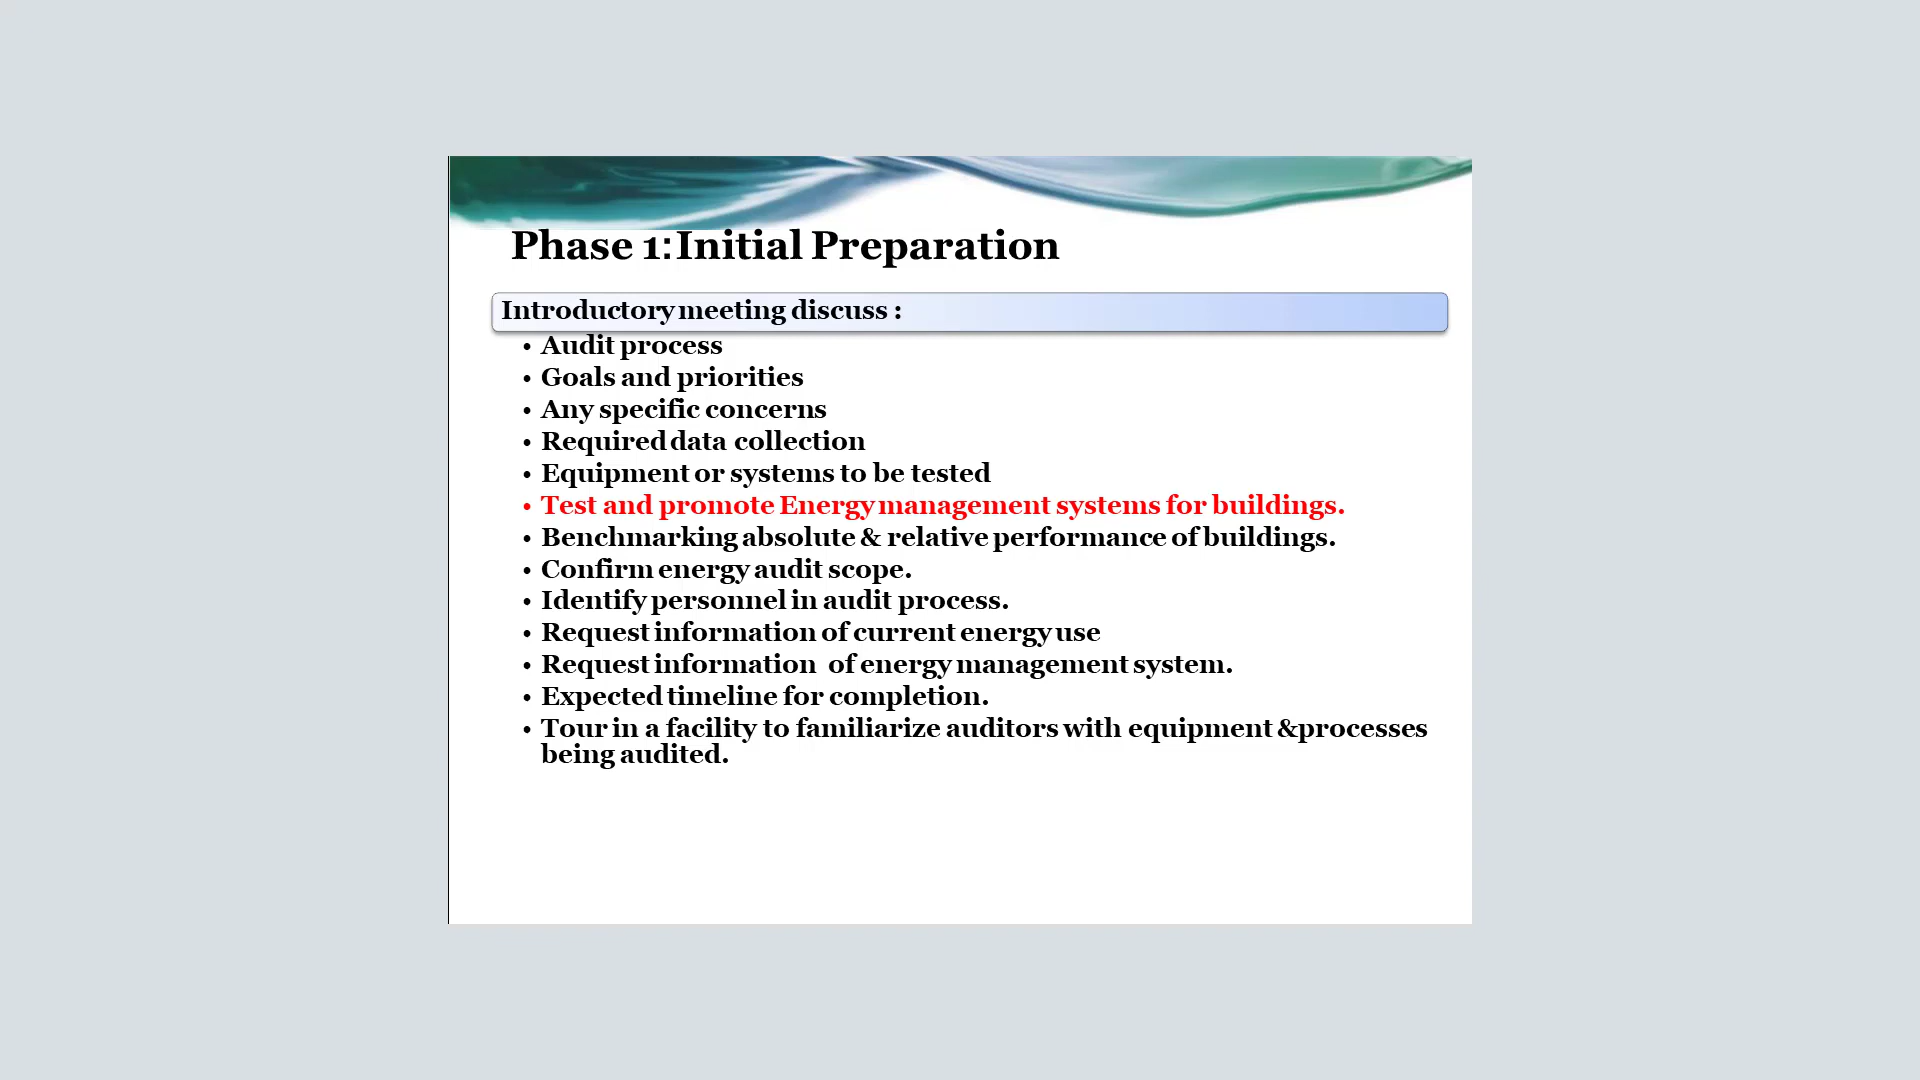 Phase 1:Initial Preparation
Introductory meeting discuss :
• Audit process
• Goals and priorities
• Any specific concerns
• Required data collection
• Equipment or systems to be tested
• Test and promote Energy management systems for buildings.
• Benchmarking absolute & relative performance of buildings.
• Confirm energy audit scope.
• Identify personnel in audit process.
• Request information of current energy use
• Request information of energy management system.
• Expected timeline for completion.
• Tour in a facility to familiarize auditors with equipment &processes
being audited.